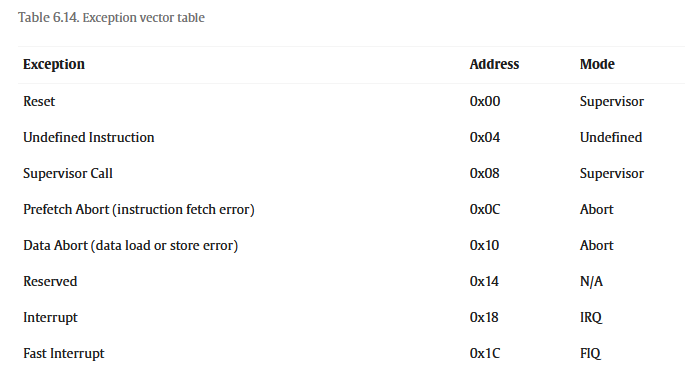 Table 6.14. Exception vector table
Exception Address Mode
Reset 0x00 Supervisor
Undefined Instruction 0x04 Undefined
Supervisor Call 0x08 Supervisor
Prefetch Abort (instruction fetch error) 0x0C Abort
Data Abort (data load or store error) 0x10 Abort
Reserved 0x14 N/A
Interrupt 0x18 IRQ
Fast Interrupt 0x1C FIQ